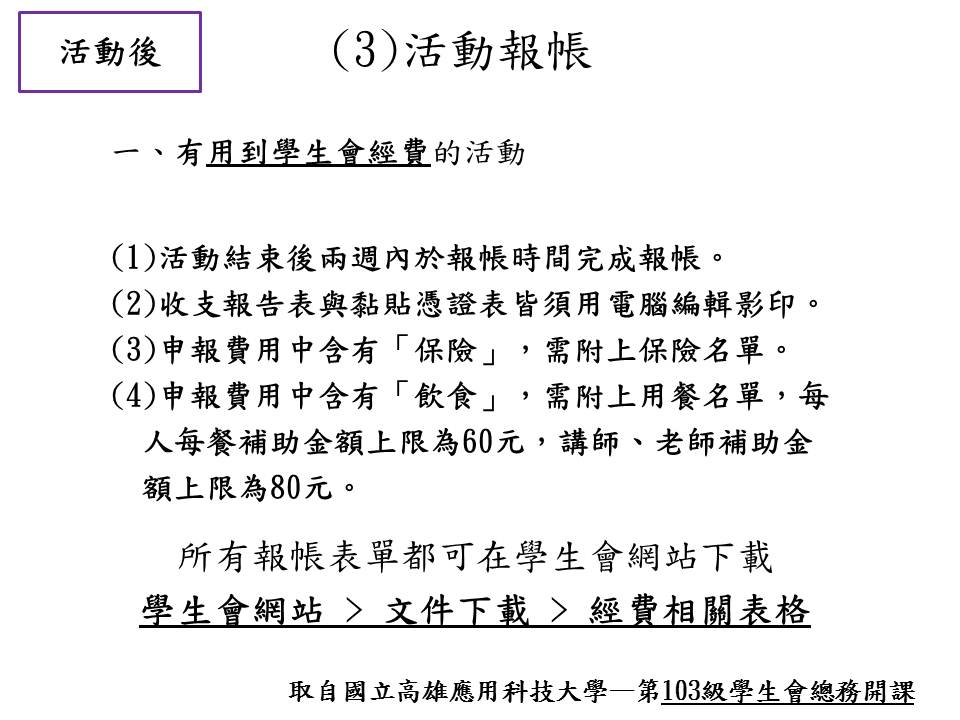 活動後
(3)活動報帳
一、有用到學生會經費的活動
(1)活動結束後兩週內於報帳時間完成報帳。
(2)收支報告表與黏貼憑證表皆須用電腦編輯影印。
(3)申報費用中含有「保險」，需附上保險名單。
(4)申報費用中含有「飲食」，需附上用餐名單，每
人每餐補助金額上限為60元，講師、老師補助金
額上限為80元。
所有報帳表單都可在學生會網站下載
學生會網站 > 文件下載 > 經費相關表格
取自國立高雄應用科技大學─第103級學生會總務開課